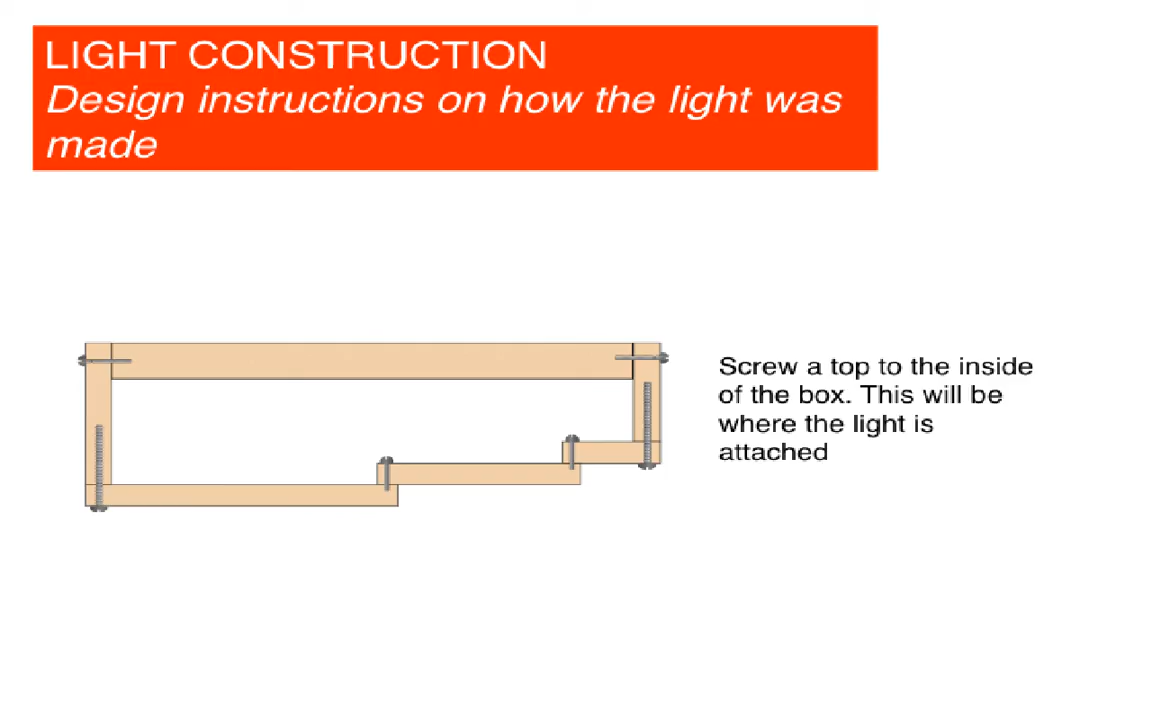 LIGHT CONSTRUCTION
Design instructions on how the light was
made
Screw a top to the inside
of the box. This will be
where the light is
attached